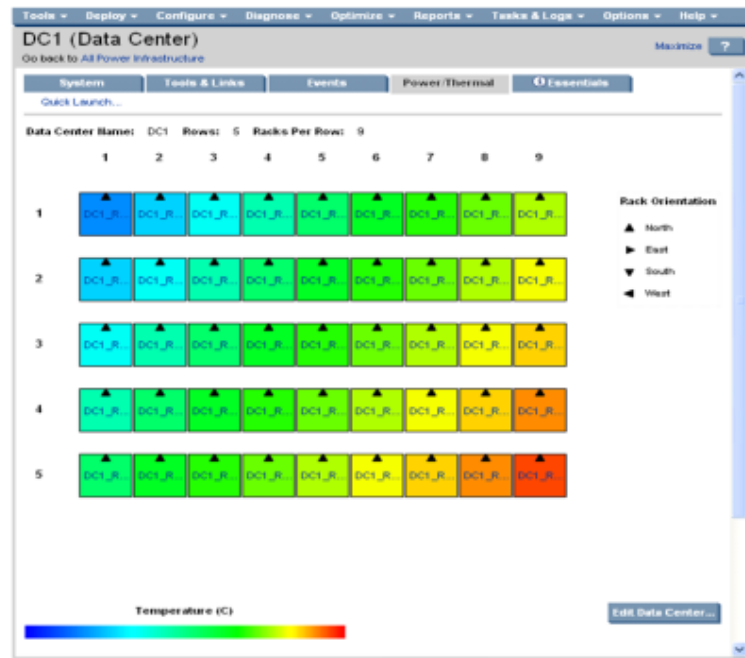 Tools Deploy Configure Diagnose Optimize Reports Tasks & Logs Options Help
DC1 (Data Center)
Maximize ?
Go back to All Power Infrastructure
System Tools & Links Events Power/Thermal Essentials
Quick Launch...
Data Center Name: DC1 Rows: 5 Racks Per Row: 9
1 2 3 4 5 6 7 8 9
Rack Orientation
1 DC1_R... DC1_R... DC1_R... DC1_R... DC1_R... DC1_R... DC1_R... DC1_R... DC1_R...
North
East
2 DC1_R... DC1_R... DC1_R... DC1_R... DC1_R... DC1_R... DC1_R... DC1_R... DC1_R...
South
West
3 DC1_R... DC1_R... DC1_R... DC1_R... DC1_R... DC1_R... DC1_R... DC1_R... DC1_R...
4 DC1_R... DC1_R... DC1_R... DC1_R... DC1_R... DC1_R... DC1_R... DC1_R... DC1_R...
5 DC1_R... DC1_R... DC1_R... DC1_R... DC1_R... DC1_R... DC1_R... DC1_R... DC1_R...
Temperature (C)
Edit Data Center...